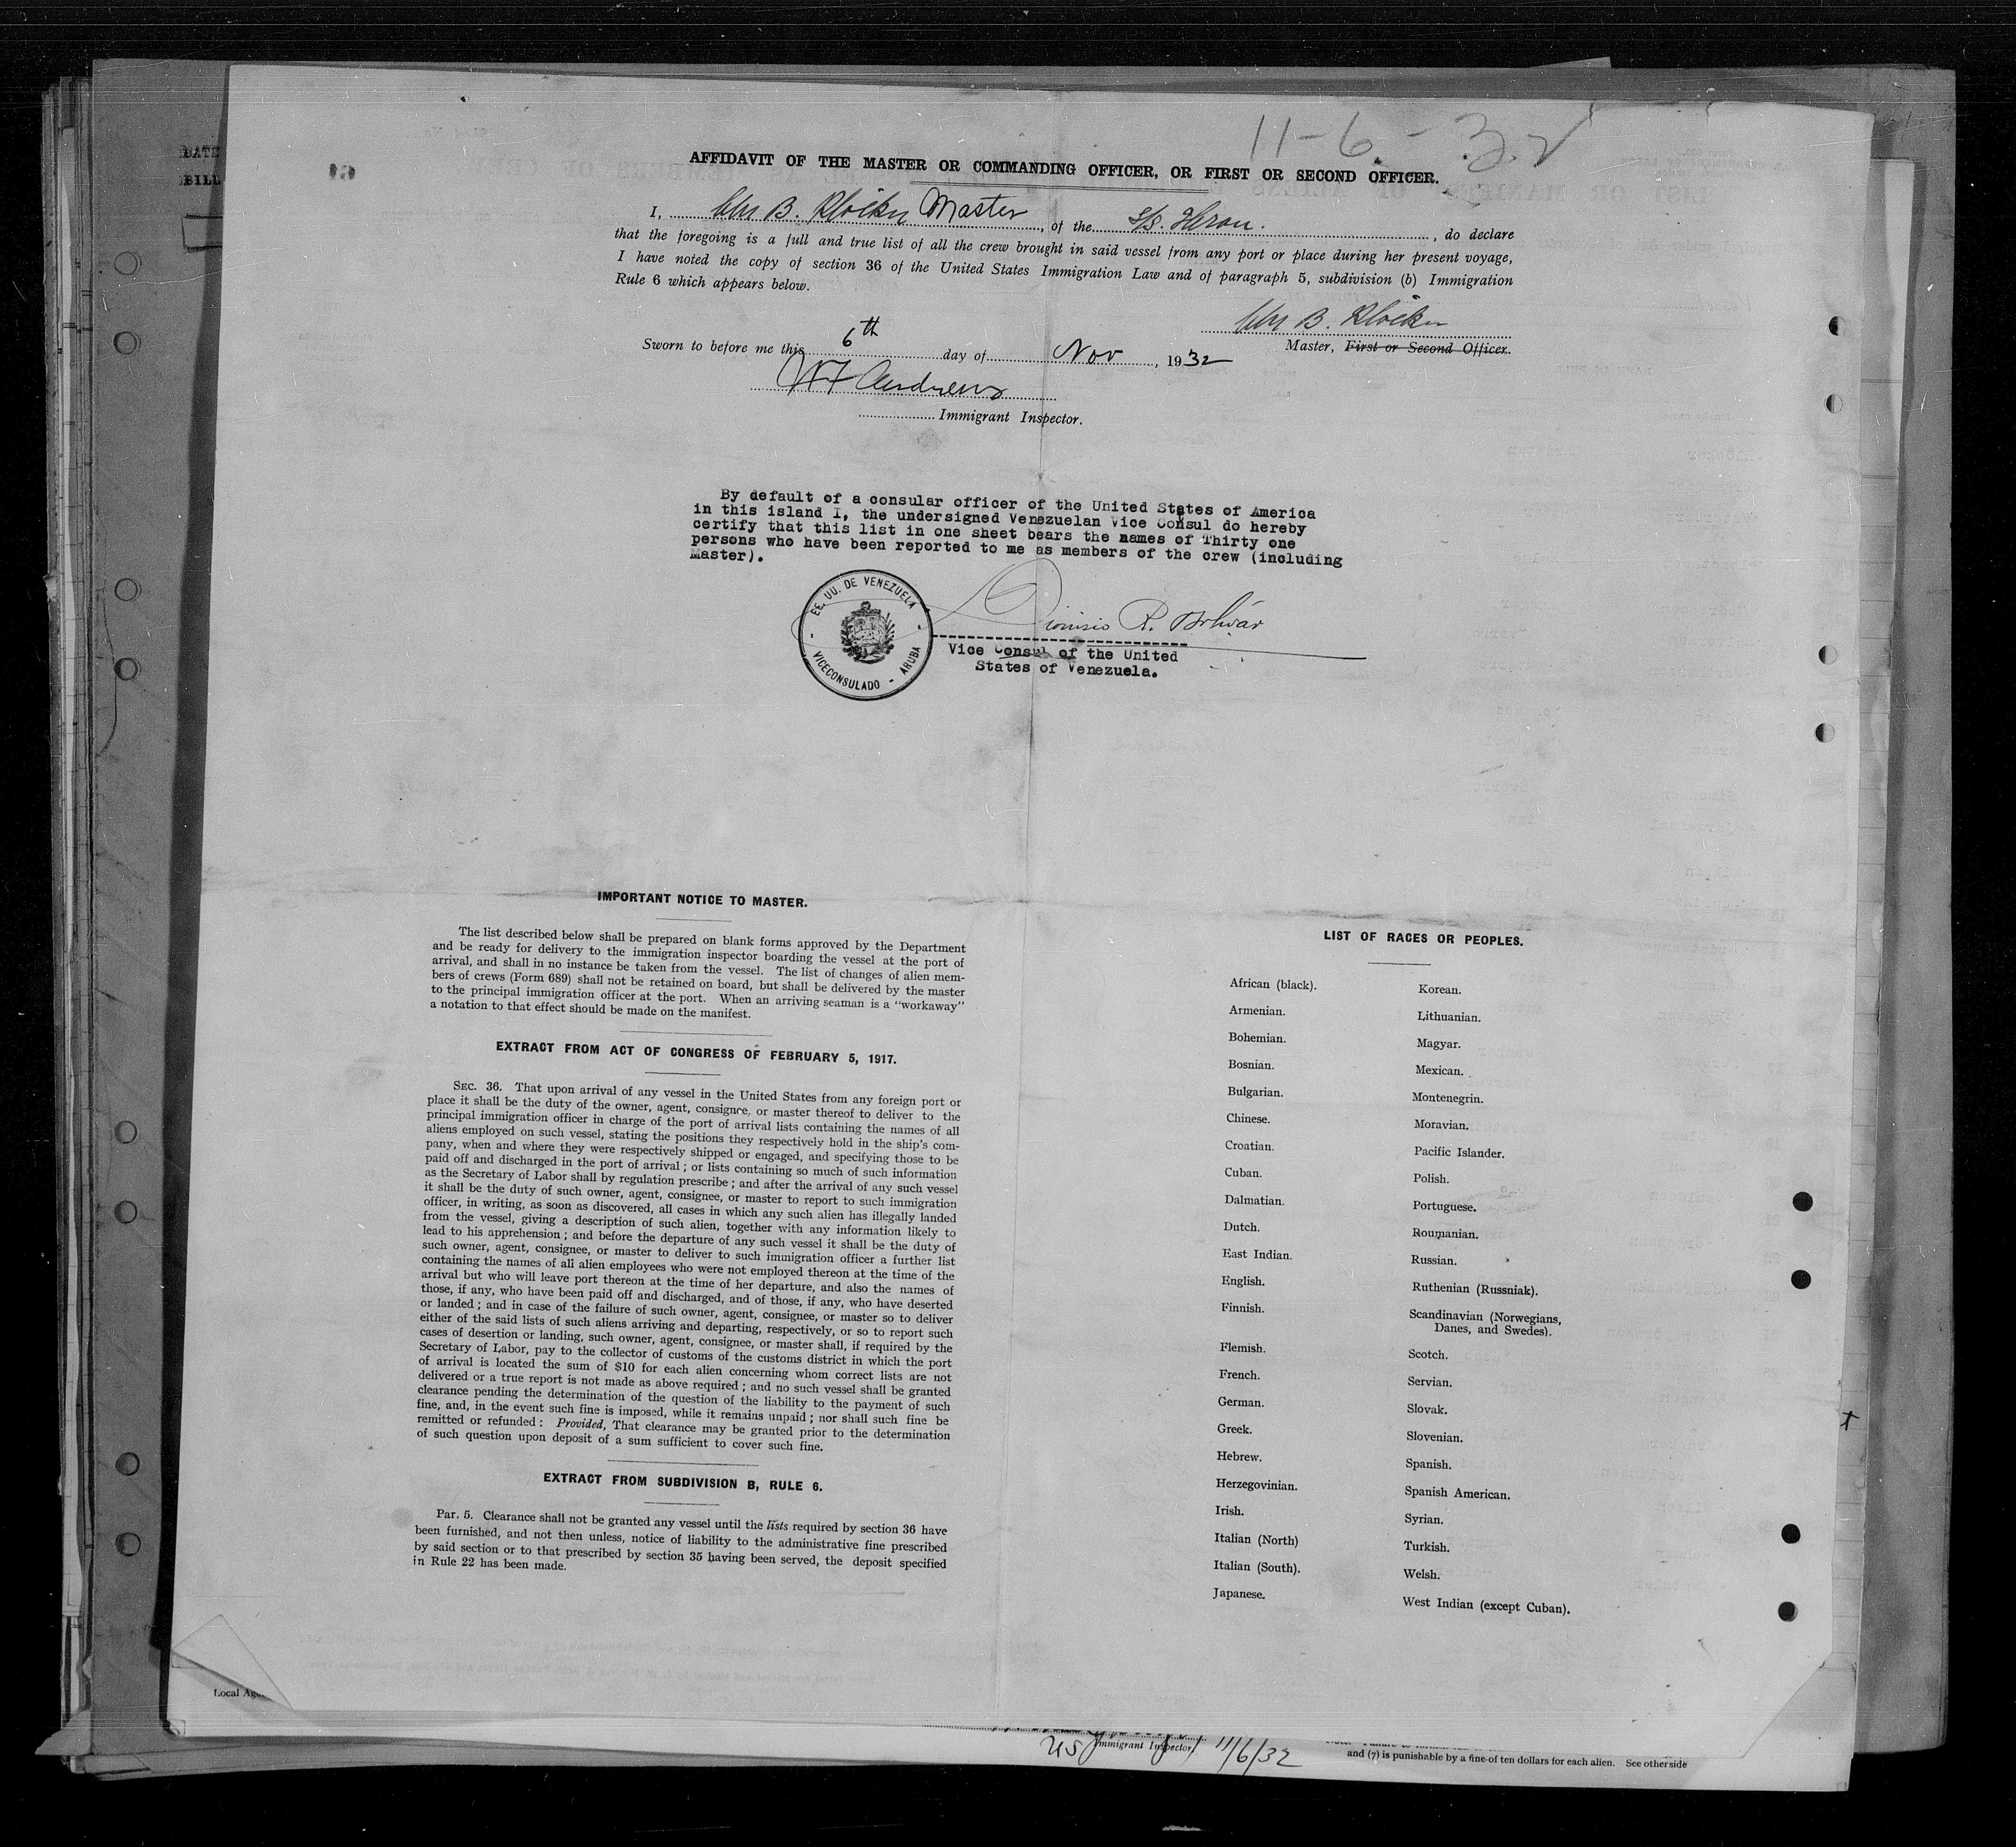 11-6-32
DATE
BILL
AFFIDAVIT OF THE MASTER OR COMMANDING OFFICER, OR FIRST OR SECOND OFFICER.
I, Chr B. Klöcker Master, of the S/S. Heron., do declare
that the foregoing is a full and true list of all the crew brought in said vessel from any port or place during her present voyage,
I have noted the copy of section 36 of the United States Immigration Law and of paragraph 5, subdivision (b) Immigration
Rule 6 which appears below.
Chr B. Klöcker
Master, First or Second Officer.
Sworn to before me this 6th day of Nov, 1932
Andrews
Immigrant Inspector.
By default of a consular officer of the United States of America
in this island I, the undersigned Venezuelan Vice Consul do hereby
certify that this list in one sheet bears the names of Thirty one
persons who have been reported to me as members of the crew (including
Master).
EE. UU. DE VENEZUELA
VICECONSULADO - ARUBA
Dionisio R. Bolívar
Vice Consul of the United
States of Venezuela.
IMPORTANT NOTICE TO MASTER.
The list described below shall be prepared on blank forms approved by the Department
and be ready for delivery to the immigration inspector boarding the vessel at the port of
arrival, and shall in no instance be taken from the vessel. The list of changes of alien mem-
bers of crews (Form 689) shall not be retained on board, but shall be delivered by the master
to the principal immigration officer at the port. When an arriving seaman is a "workaway"
a notation to that effect should be made on the manifest.
EXTRACT FROM ACT OF CONGRESS OF FEBRUARY 5, 1917.
SEC. 36. That upon arrival of any vessel in the United States from any foreign port or
place it shall be the duty of the owner, agent, consignee, or master thereof to deliver to the
principal immigration officer in charge of the port of arrival lists containing the names of all
aliens employed on such vessel, stating the positions they respectively hold in the ship's com-
pany, when and where they were respectively shipped or engaged, and specifying those to be
paid off and discharged in the port of arrival; or lists containing so much of such information
as the Secretary of Labor shall by regulation prescribe; and after the arrival of any such vessel
it shall be the duty of such owner, agent, consignee, or master to report to such immigration
officer, in writing, as soon as discovered, all cases in which any such alien has illegally landed
from the vessel, giving a description of such alien, together with any information likely to
lead to his apprehension; and before the departure of any such vessel it shall be the duty of
such owner, agent, consignee, or master to deliver to such immigration officer a further list
containing the names of all alien employees who were not employed thereon at the time of the
arrival but who will leave port thereon at the time of her departure, and also the names of
those, if any, who have been paid off and discharged, and of those, if any, who have deserted
or landed; and in case of the failure of such owner, agent, consignee, or master so to deliver
either of the said lists of such aliens arriving and departing, respectively, or so to report such
cases of desertion or landing, such owner, agent, consignee, or master shall, if required by the
Secretary of Labor, pay to the collector of customs of the customs district in which the port
of arrival is located the sum of $10 for each alien concerning whom correct lists are not
delivered or a true report is not made as above required; and no such vessel shall be granted
clearance pending the determination of the question of the liability to the payment of such
fine, and, in the event such fine is imposed, while it remains unpaid; nor shall such fine be
remitted or refunded: Provided, That clearance may be granted prior to the determination
of such question upon deposit of a sum sufficient to cover such fine.
EXTRACT FROM SUBDIVISION B, RULE 6.
Par. 5. Clearance shall not be granted any vessel until the lists required by section 36 have
been furnished, and not then unless, notice of liability to the administrative fine prescribed
by said section or to that prescribed by section 35 having been served, the deposit specified
in Rule 22 has been made.
LIST OF RACES OR PEOPLES.
African (black).
Armenian.
Bohemian.
Bosnian.
Bulgarian.
Chinese.
Croatian.
Cuban.
Dalmatian.
Dutch.
East Indian.
English.
Finnish.
Flemish.
French.
German.
Greek.
Hebrew.
Herzegovinian.
Irish.
Italian (North)
Italian (South).
Japanese.
Korean.
Lithuanian.
Magyar.
Mexican.
Montenegrin.
Moravian.
Pacific Islander.
Polish.
Portuguese.
Roumanian.
Russian.
Ruthenian (Russniak).
Scandinavian (Norwegians,
Danes, and Swedes).
Scotch.
Servian.
Slovak.
Slovenian.
Spanish.
Spanish American.
Syrian.
Turkish.
Welsh.
West Indian (except Cuban).
Local
US Immigrant Inspector 11/6/32
and (7) is punishable by a fine of ten dollars for each alien. See other side